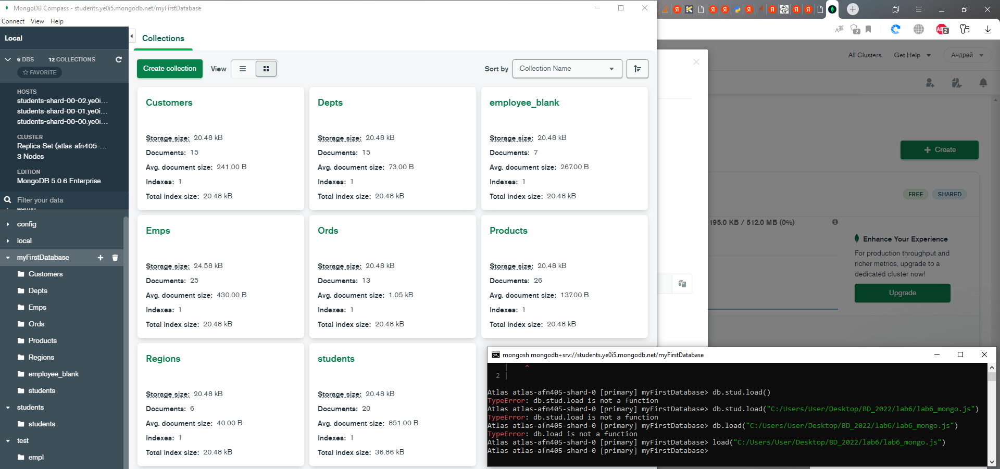 MongoDB Compass - students.ye0i5.mongodb.net/myFirstDatabase
Connect View Help
Local
6 DBS 12 COLLECTIONS
FAVORITE
HOSTS
students-shard-00-02.ye0i...
students-shard-00-01.ye0i...
students-shard-00-00.ye0i...
CLUSTER
Replica Set (atlas-afn405-...
3 Nodes
EDITION
MongoDB 5.0.6 Enterprise
Filter your data
admin
config
local
myFirstDatabase
Customers
Depts
Emps
Ords
Products
Regions
employee_blank
students
students
students
test
empl
Collections
Create collection View Sort by Collection Name
Customers
Storage size: 20.48 kB
Documents: 15
Avg. document size: 241.00 B
Indexes: 1
Total index size: 20.48 kB
Depts
Storage size: 20.48 kB
Documents: 15
Avg. document size: 73.00 B
Indexes: 1
Total index size: 20.48 kB
employee_blank
Storage size: 20.48 kB
Documents: 7
Avg. document size: 267.00 B
Indexes: 1
Total index size: 20.48 kB
Emps
Storage size: 24.58 kB
Documents: 25
Avg. document size: 430.00 B
Indexes: 1
Total index size: 20.48 kB
Ords
Storage size: 20.48 kB
Documents: 13
Avg. document size: 1.05 kB
Indexes: 1
Total index size: 20.48 kB
Products
Storage size: 20.48 kB
Documents: 26
Avg. document size: 137.00 B
Indexes: 1
Total index size: 20.48 kB
Regions
Storage size: 20.48 kB
Documents: 6
Avg. document size: 40.00 B
Indexes: 1
Total index size: 20.48 kB
students
Storage size: 20.48 kB
Documents: 20
Avg. document size: 851.00 B
Indexes: 1
Total index size: 36.86 kB
All Clusters Get Help Андрей
+ Create
FREE SHARED
195.0 KB / 512.0 MB (0%)
Enhance Your Experience
For production throughput and
richer metrics, upgrade to a
dedicated cluster now!
Upgrade
mongosh mongodb+srv://students.ye0i5.mongodb.net/myFirstDatabase
| ^
2 |
Atlas atlas-afn405-shard-0 [primary] myFirstDatabase> db.stud.load()
TypeError: db.stud.load is not a function
Atlas atlas-afn405-shard-0 [primary] myFirstDatabase> db.stud.load("C:/Users/User/Desktop/BD_2022/lab6/lab6_mongo.js")
TypeError: db.stud.load is not a function
Atlas atlas-afn405-shard-0 [primary] myFirstDatabase> db.load("C:/Users/User/Desktop/BD_2022/lab6/lab6_mongo.js")
TypeError: db.load is not a function
Atlas atlas-afn405-shard-0 [primary] myFirstDatabase> load("C:/Users/User/Desktop/BD_2022/lab6/lab6_mongo.js")
Atlas atlas-afn405-shard-0 [primary] myFirstDatabase>